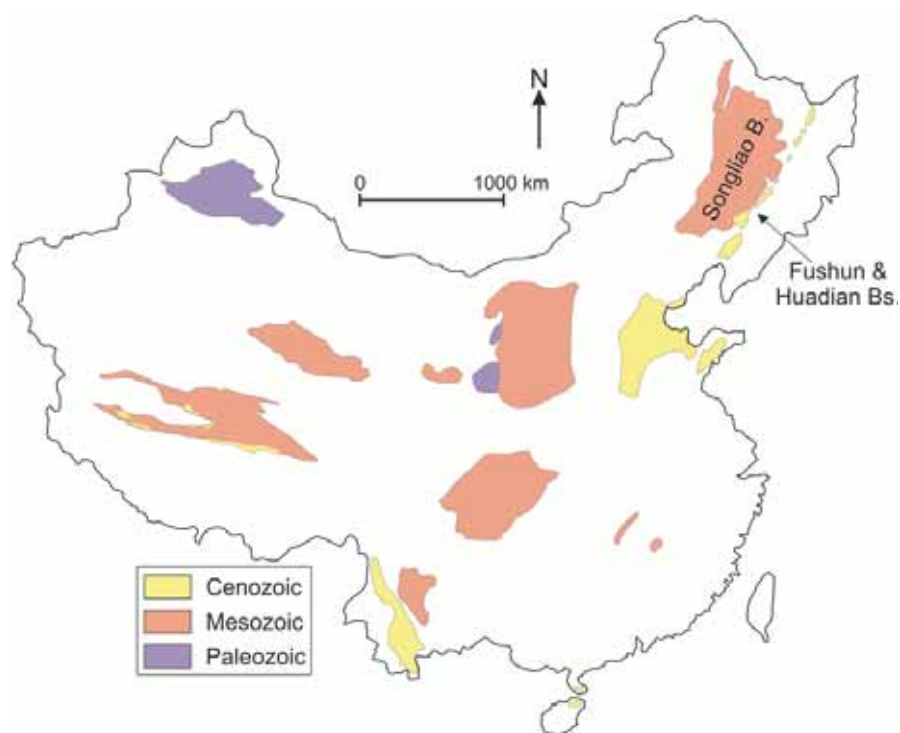 N
0
1000 km
Songliao B.
Fushun &
Huadian Bs.
Cenozoic
Mesozoic
Paleozoic